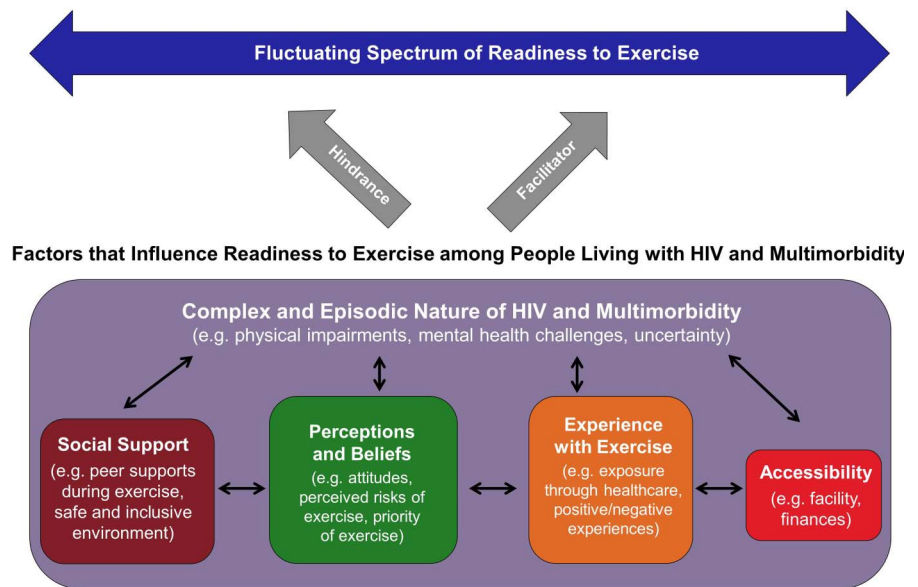 Fluctuating Spectrum of Readiness to Exercise
Hindrance
Facilitator
Factors that Influence Readiness to Exercise among People Living with HIV and Multimorbidity
Complex and Episodic Nature of HIV and Multimorbidity
(e.g. physical impairments, mental health challenges, uncertainty)
Social Support
(e.g. peer supports
during exercise,
safe and inclusive
environment)
Perceptions
and Beliefs
(e.g. attitudes,
perceived risks of
exercise, priority
of exercise)
Experience
with Exercise
(e.g. exposure
through healthcare,
positive/negative
experiences)
Accessibility
(e.g. facility,
finances)